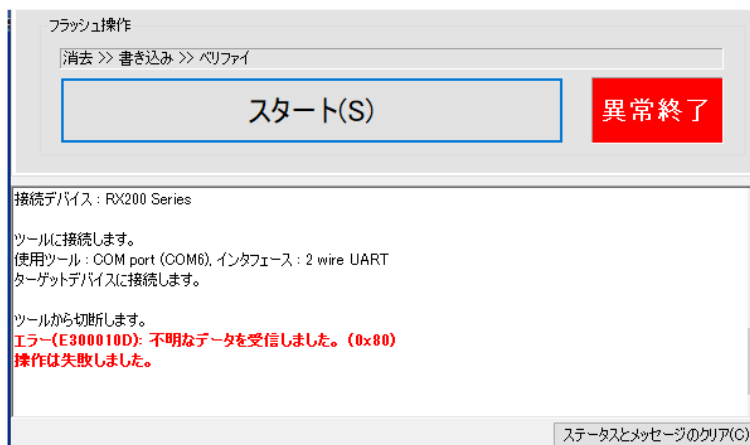 フラッシュ操作
消去 >> 書き込み >> ベリファイ
スタート(S)
異常終了
接続デバイス : RX200 Series
ツールに接続します。
使用ツール : COM port (COM6), インタフェース : 2 wire UART
ターゲットデバイスに接続します。
ツールから切断します。
エラー(E300010D): 不明なデータを受信しました。(0x80)
操作は失敗しました。
ステータスとメッセージのクリア(C)